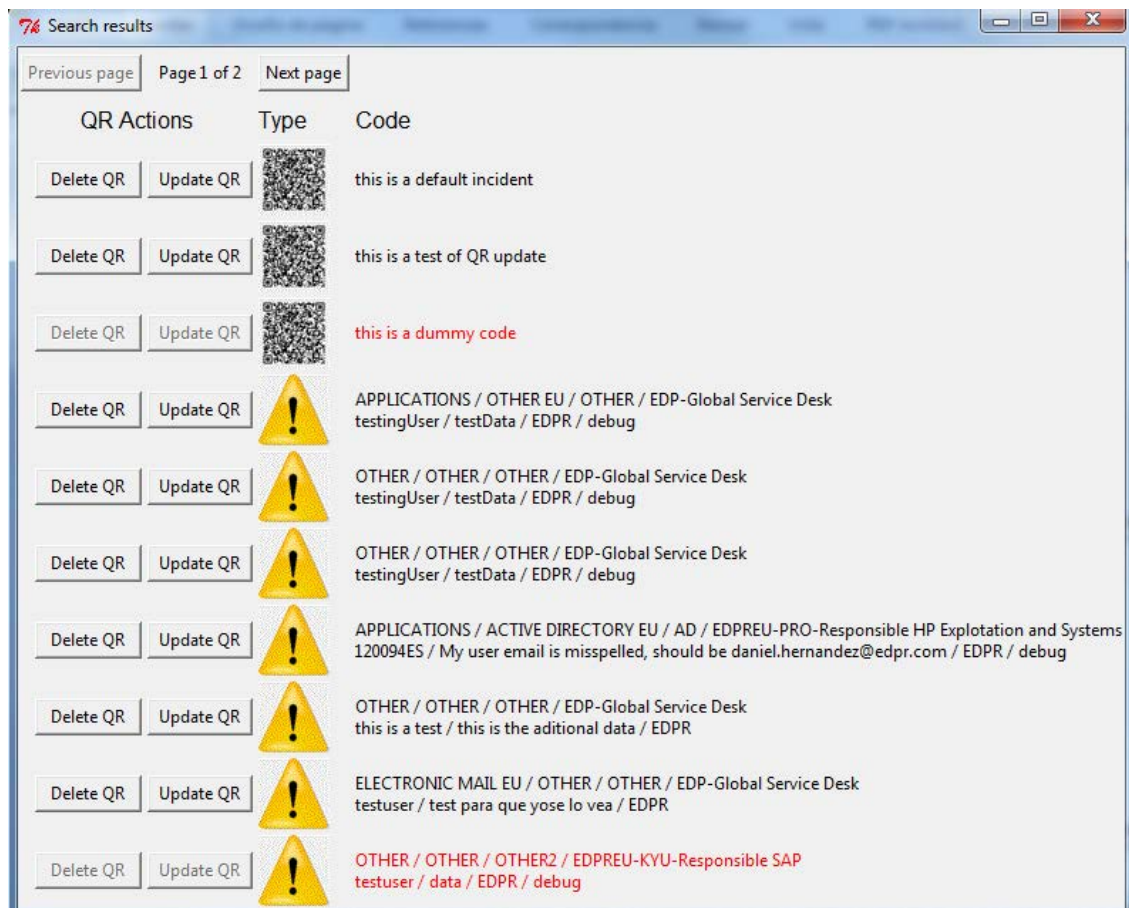 Search results
Previous page Page 1 of 2 Next page
QR Actions Type Code
Delete QR Update QR this is a default incident
Delete QR Update QR this is a test of QR update
Delete QR Update QR this is a dummy code
Delete QR Update QR APPLICATIONS / OTHER EU / OTHER / EDP-Global Service Desk
testingUser / testData / EDPR / debug
Delete QR Update QR OTHER / OTHER / OTHER / EDP-Global Service Desk
testingUser / testData / EDPR / debug
Delete QR Update QR OTHER / OTHER / OTHER / EDP-Global Service Desk
testingUser / testData / EDPR / debug
Delete QR Update QR APPLICATIONS / ACTIVE DIRECTORY EU / AD / EDPREU-PRO-Responsible HP Explotation and Systems
120094ES / My user email is misspelled, should be daniel.hernandez@edpr.com / EDPR / debug
Delete QR Update QR OTHER / OTHER / OTHER / EDP-Global Service Desk
this is a test / this is the aditional data / EDPR
Delete QR Update QR ELECTRONIC MAIL EU / OTHER / OTHER / EDP-Global Service Desk
testuser / test para que yose lo vea / EDPR
Delete QR Update QR OTHER / OTHER / OTHER2 / EDPREU-KYU-Responsible SAP
testuser / data / EDPR / debug